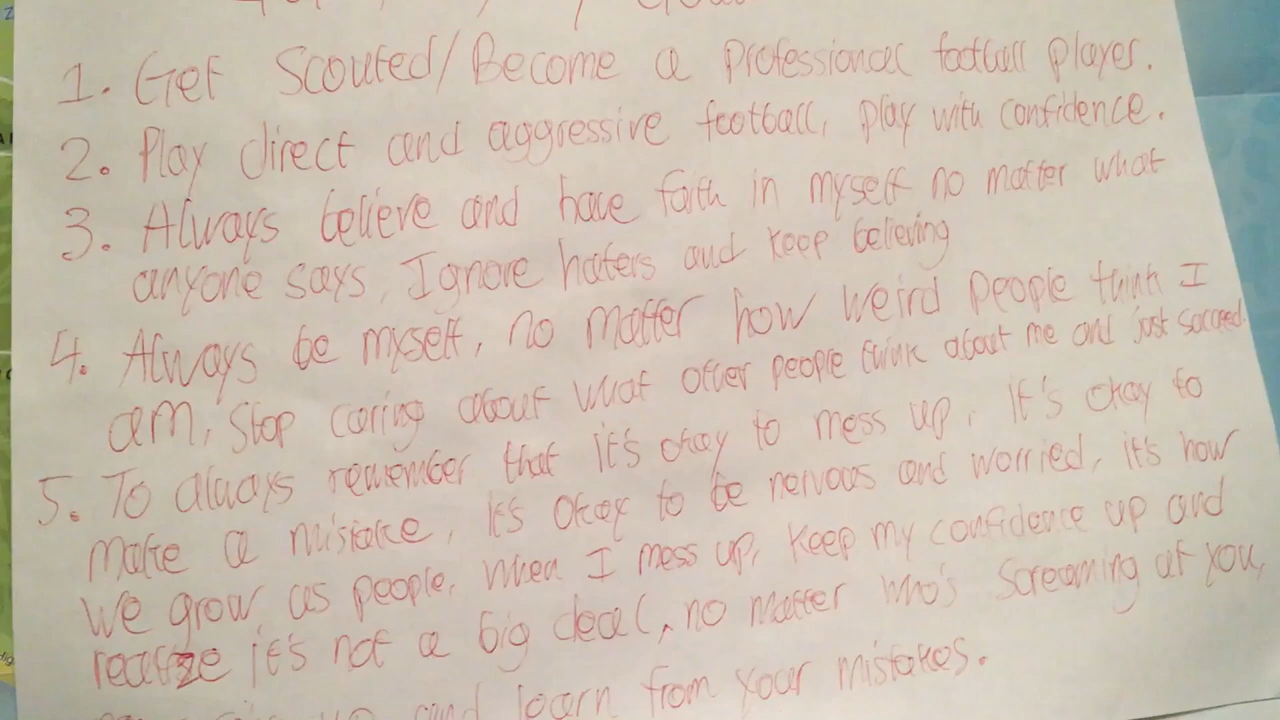 1. Get Scouted/Become a professional football player.
2. Play direct and aggressive football, play with confidence.
3. Always believe and have faith in myself no matter what
anyone says, Ignore haters and keep believing
4. Always be myself, no matter how weird people think I
am, Stop caring about what other people think about me and just succeed.
5. To always remember that it's okay to mess up, it's okay to
make a mistake, it's okay to be nervous and worried, it's how
we grow as people, when I mess up, keep my confidence up and
realize it's not a big deal, no matter who's screaming at you,
and learn from your mistakes.